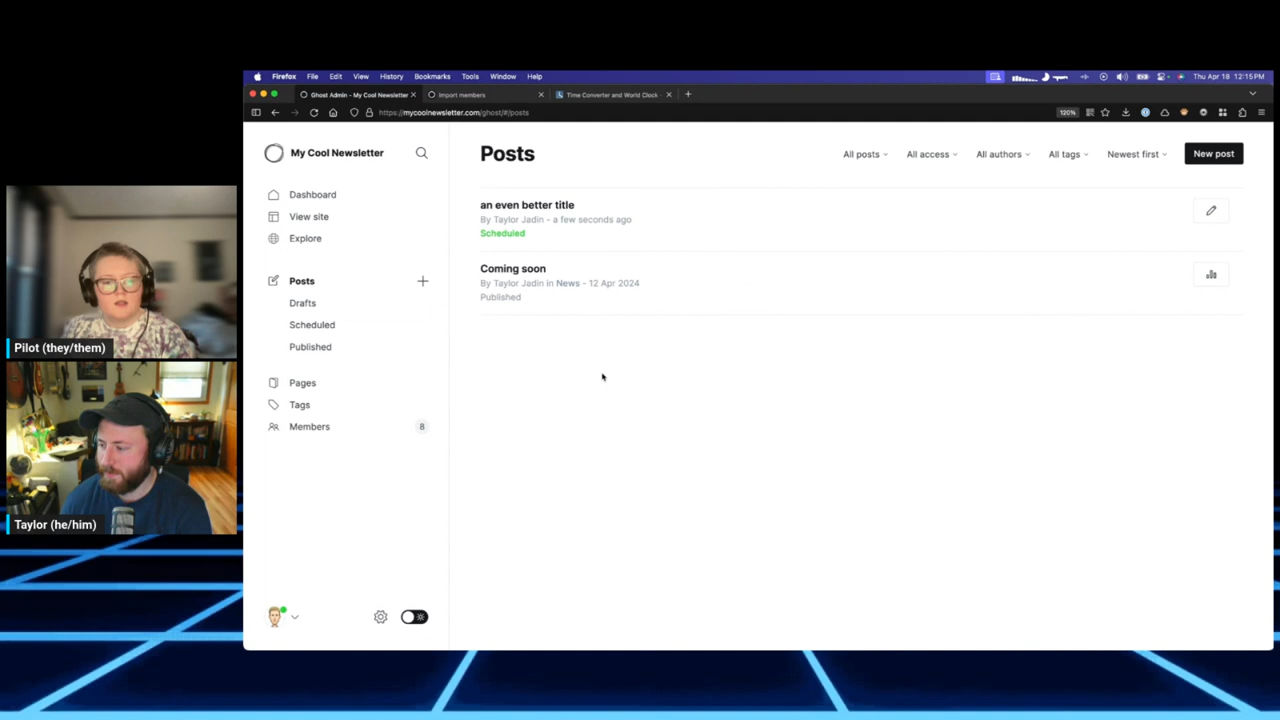 Firefox File Edit View History Bookmarks Tools Window Help Thu Apr 18 12:15 PM
Ghost Admin - My Cool Newsletter Import members Time Converter and World Clock
https://mycoolnewsletter.com/ghost/#/posts 120%
My Cool Newsletter
Dashboard
View site
Explore
Posts
Drafts
Scheduled
Published
Pages
Tags
Members 8
Posts
All posts All access All authors All tags Newest first New post
an even better title
By Taylor Jadin - a few seconds ago
Scheduled
Coming soon
By Taylor Jadin in News - 12 Apr 2024
Published
Pilot (they/them)
Taylor (he/him)